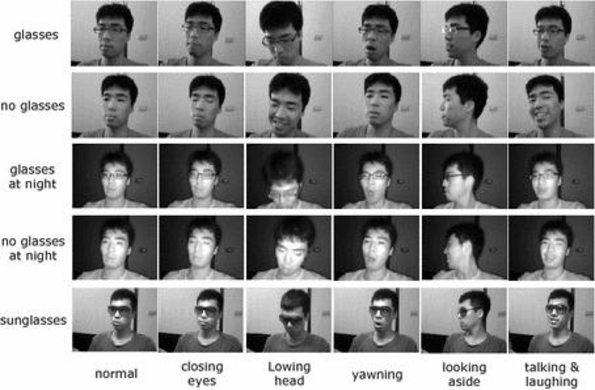 glasses
no glasses
glasses
at night
no glasses
at night
sunglasses
normal
closing
eyes
Lowing
head
yawning
looking
aside
talking &
laughing